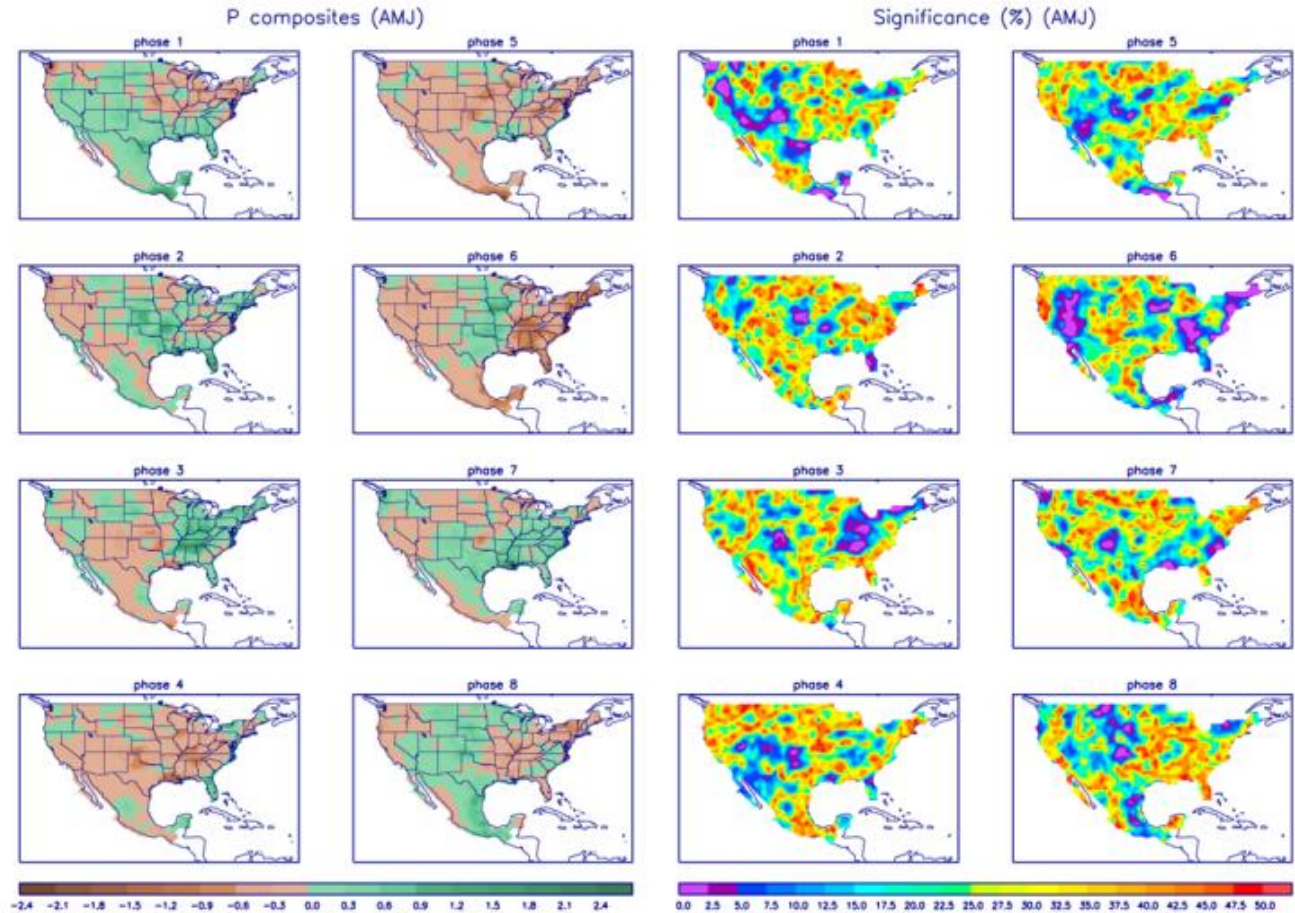 P composites (AMJ) Significance (%) (AMJ)
phase 1 phase 5 phase 1 phase 5
phase 2 phase 6 phase 2 phase 6
phase 3 phase 7 phase 3 phase 7
phase 4 phase 8 phase 4 phase 8
-2.4 -2.1 -1.8 -1.5 -1.2 -0.9 -0.6 -0.3 0.0 0.3 0.6 0.9 1.2 1.5 1.8 2.1 2.4 0.0 2.5 5.0 7.5 10.0 12.5 15.0 17.5 20.0 22.5 25.0 27.5 30.0 32.5 35.0 37.5 40.0 42.5 45.0 47.5 50.0